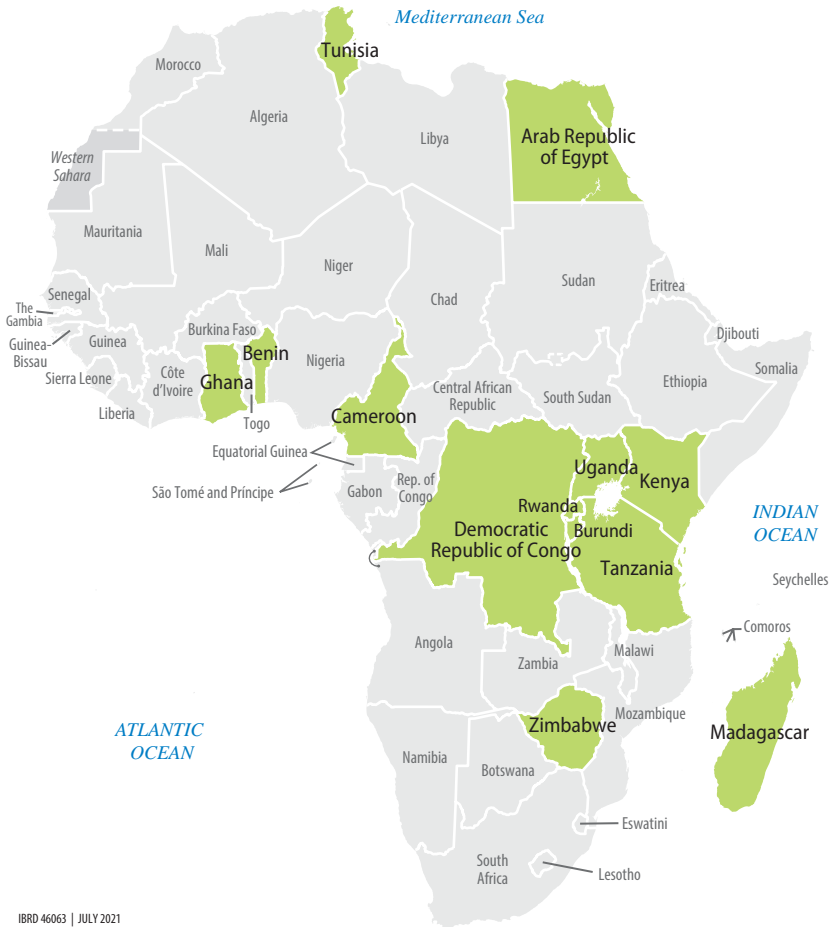 Mediterranean Sea
Tunisia
Morocco
Algeria
Libya
Arab Republic
of Egypt
Western
Sahara
Mauritania
Mali
Niger
Chad
Sudan
Eritrea
Senegal
The
Gambia
Guinea-
Bissau
Guinea
Sierra Leone
Liberia
Côte
d'Ivoire
Burkina Faso
Ghana
Benin
Togo
Nigeria
Cameroon
Central African
Republic
South Sudan
Ethiopia
Djibouti
Somalia
Equatorial Guinea
São Tomé and Príncipe
Gabon
Rep. of
Congo
Uganda
Kenya
Rwanda
Burundi
Democratic
Republic of Congo
Tanzania
INDIAN
OCEAN
Seychelles
Comoros
Angola
Zambia
Malawi
Mozambique
Zimbabwe
Madagascar
ATLANTIC
OCEAN
Namibia
Botswana
Eswatini
South
Africa
Lesotho
IBRD 46063 | JULY 2021